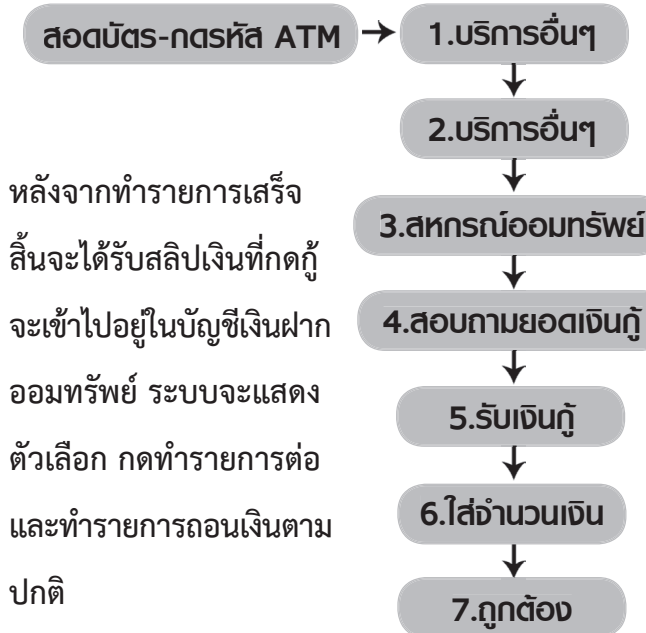 สอดบัตร-กดรหัส ATM
1.บริการอื่นๆ
2.บริการอื่นๆ
3.สหกรณ์ออมทรัพย์
4.สอบถามยอดเงินกู้
5.รับเงินกู้
6.ใส่จำนวนเงิน
7.ถูกต้อง
หลังจากทำรายการเสร็จ
สิ้นจะได้รับสลิปเงินที่กดกู้
จะเข้าไปอยู่ในบัญชีเงินฝาก
ออมทรัพย์ ระบบจะแสดง
ตัวเลือก กดทำรายการต่อ
และทำรายการถอนเงินตาม
ปกติ